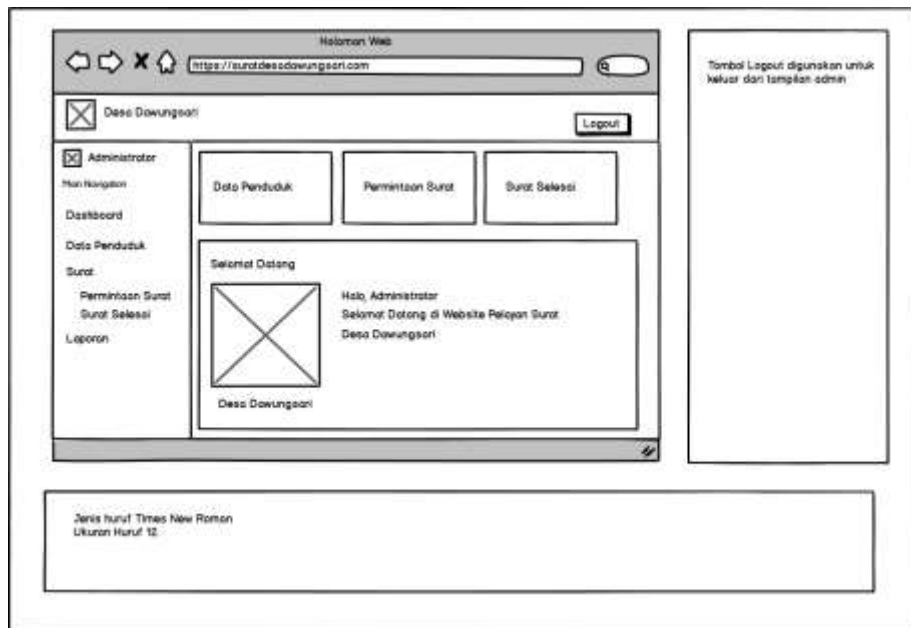 Halaman Web
https://suratdesadawungsari.com
Desa Dawungsari
Logout
Administrator
Main Navigation
Dashboard
Data Penduduk
Surat
Permintaan Surat
Surat Selesai
Laporan
Data Penduduk
Permintaan Surat
Surat Selesai
Selamat Datang
Halo, Administrator
Selamat Datang di Website Pelayan Surat
Desa Dawungsari
Desa Dawungsari
Tombol Logout digunakan untuk
keluar dari tampilan admin
Jenis huruf Times New Roman
Ukuran Huruf 12